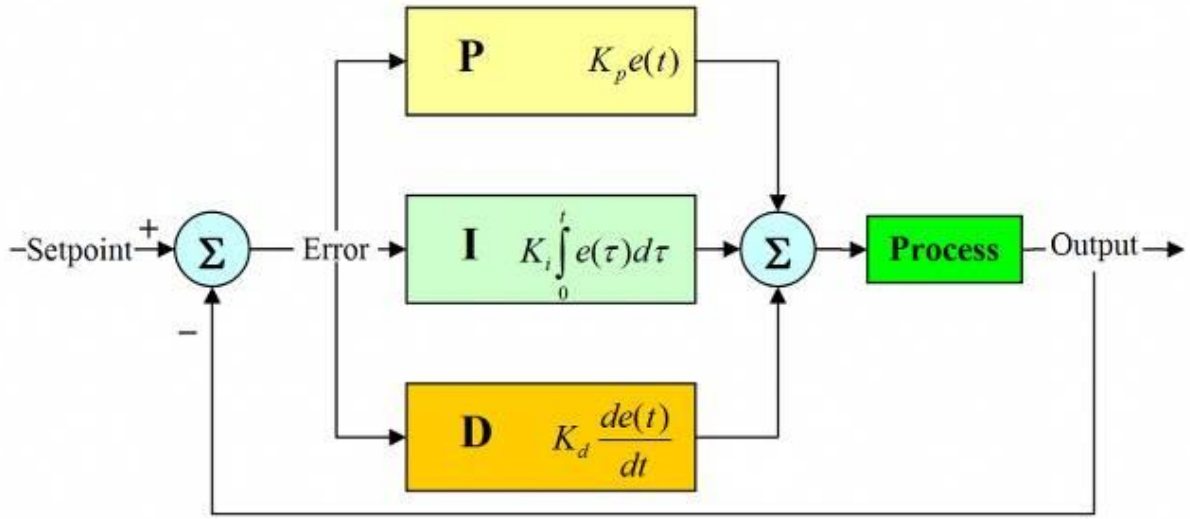 P K_p e(t)
–Setpoint + Σ Error I K_i ∫_0^t e(τ)dτ Σ Process Output
–
D K_d de(t)/dt